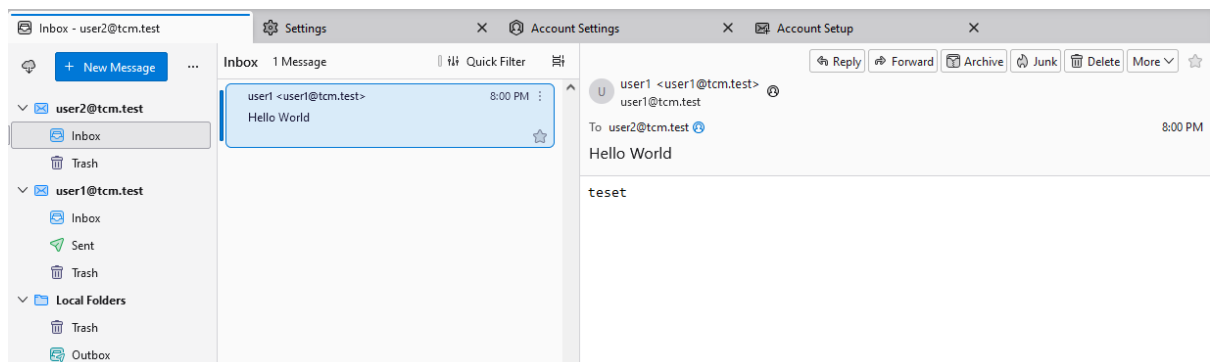 Inbox - user2@tcm.test
Settings
Account Settings
Account Setup
+ New Message
user2@tcm.test
Inbox
Trash
user1@tcm.test
Inbox
Sent
Trash
Local Folders
Trash
Outbox
Inbox 1 Message Quick Filter
user1 <user1@tcm.test> 8:00 PM
Hello World
Reply Forward Archive Junk Delete More
U
user1 <user1@tcm.test>
user1@tcm.test
To user2@tcm.test 8:00 PM
Hello World
teset